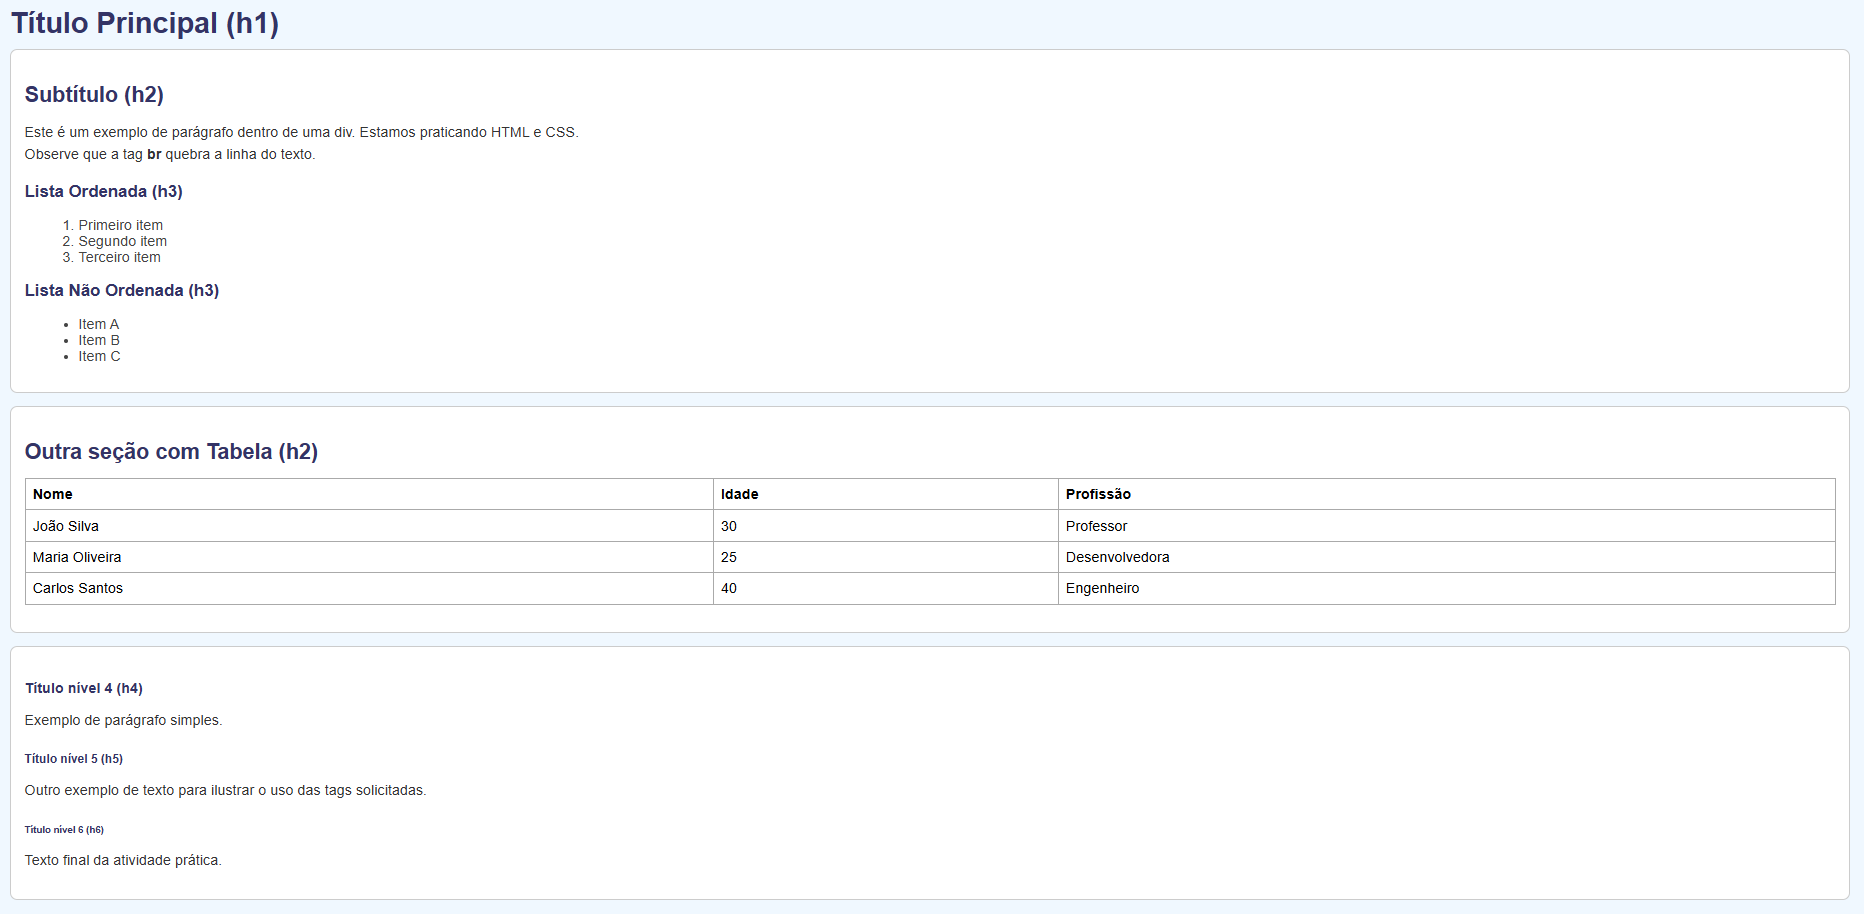 Título Principal (h1)
Subtítulo (h2)
Este é um exemplo de parágrafo dentro de uma div. Estamos praticando HTML e CSS.
Observe que a tag br quebra a linha do texto.
Lista Ordenada (h3)
1. Primeiro item
2. Segundo item
3. Terceiro item
Lista Não Ordenada (h3)
• Item A
• Item B
• Item C
Outra seção com Tabela (h2)
Nome Idade Profissão
João Silva 30 Professor
Maria Oliveira 25 Desenvolvedora
Carlos Santos 40 Engenheiro
Título nível 4 (h4)
Exemplo de parágrafo simples.
Título nível 5 (h5)
Outro exemplo de texto para ilustrar o uso das tags solicitadas.
Título nível 6 (h6)
Texto final da atividade prática.